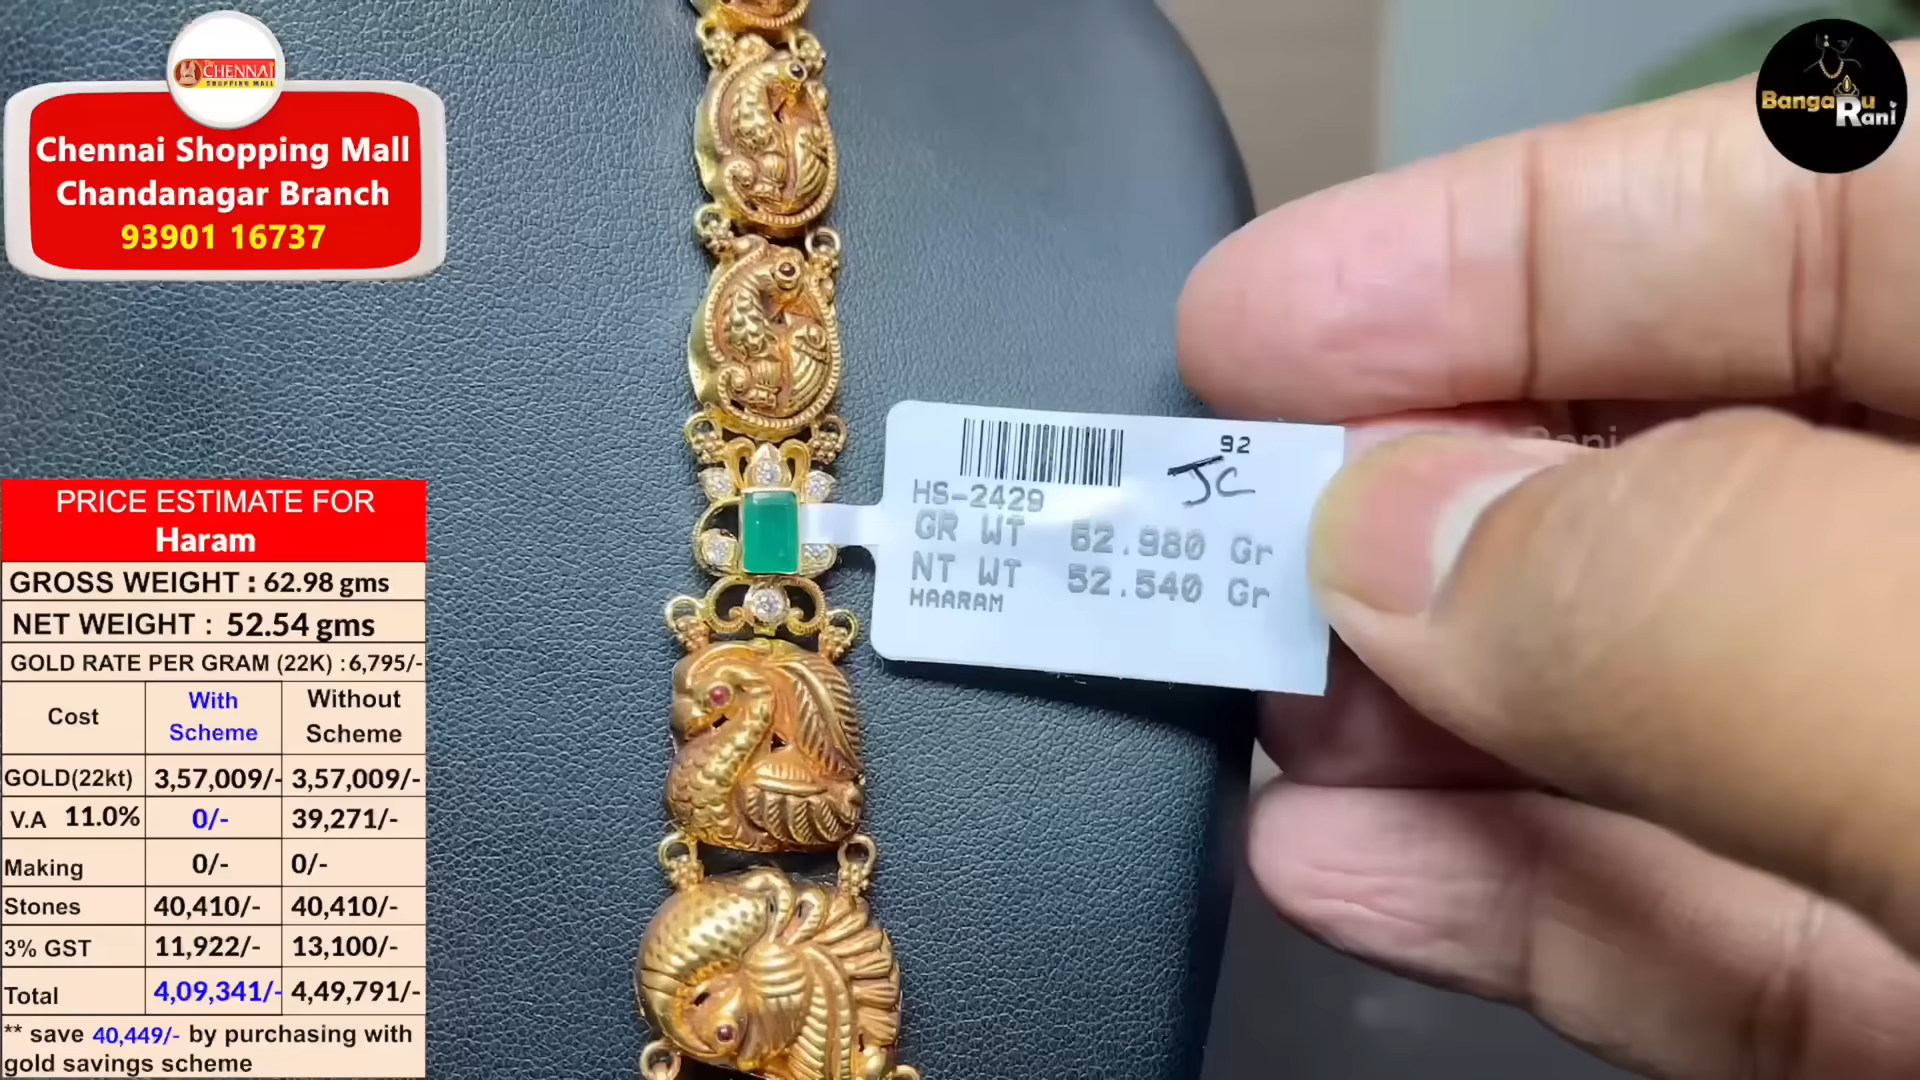 The
CHENNAI
SHOPPING MALL
Chennai Shopping Mall
Chandanagar Branch
93901 16737
Bangaru
Rani
92
JC
HS-2429
GR WT 62.980 Gr
NT WT 52.540 Gr
HAARAM
PRICE ESTIMATE FOR
Haram
GROSS WEIGHT : 62.98 gms
NET WEIGHT : 52.54 gms
GOLD RATE PER GRAM (22K) :6,795/-
Cost With Scheme Without Scheme
GOLD(22kt) 3,57,009/- 3,57,009/-
V.A 11.0% 0/- 39,271/-
Making 0/- 0/-
Stones 40,410/- 40,410/-
3% GST 11,922/- 13,100/-
Total 4,09,341/- 4,49,791/-
** save 40,449/- by purchasing with
gold savings scheme